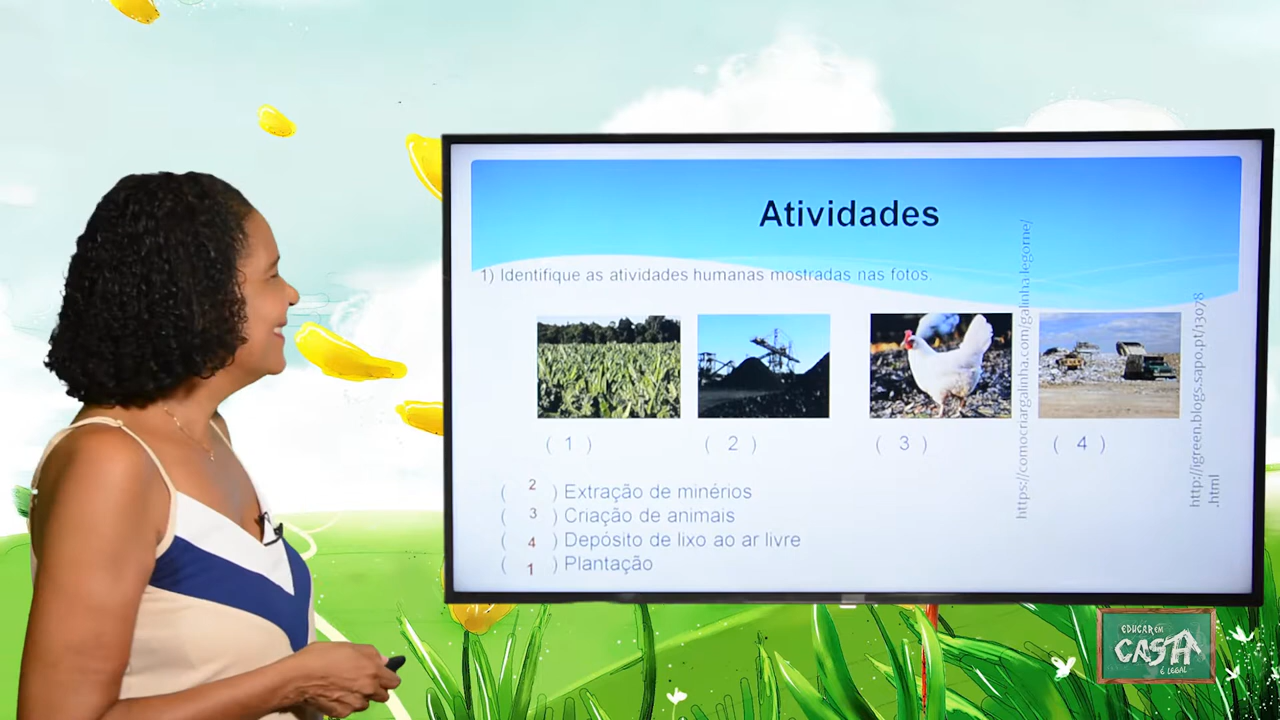 Atividades
1) Identifique as atividades humanas mostradas nas fotos.
( 1 ) ( 2 ) ( 3 ) ( 4 )
https://comocriargalinha.com/galinha-legorne/
http://igreen.blogs.sapo.pt/13078
.html
2 ) Extração de minérios
( 3 ) Criação de animais
( 4 ) Depósito de lixo ao ar livre
( 1 ) Plantação
EDUCAR EM
CASA
É LEGAL